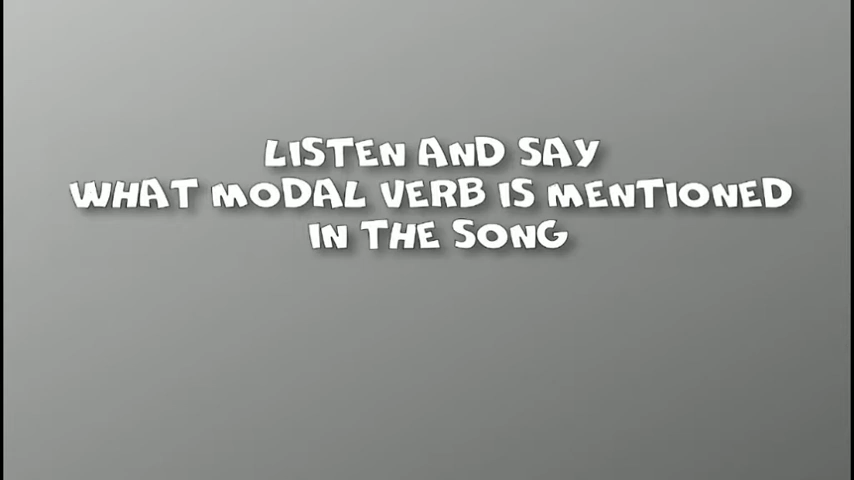 LISTEN AND SAY
WHAT MODAL VERB IS MENTIONED
IN THE SONG